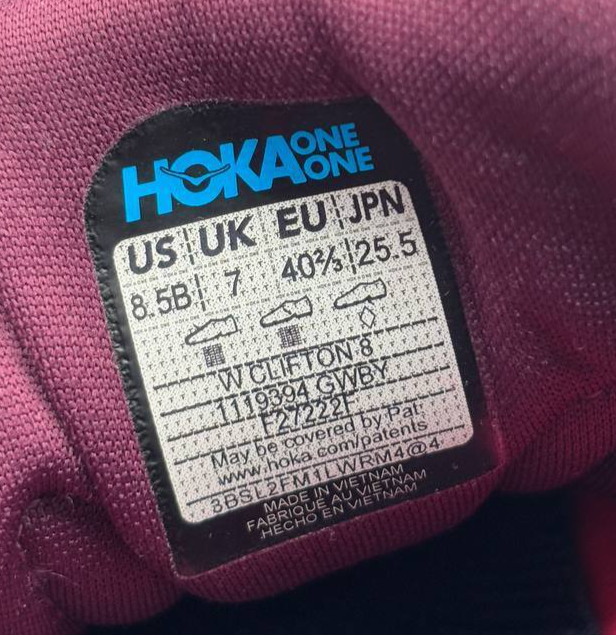 HOKA ONE ONE
US UK EU JPN
8.5B 7 40⅔ 25.5
W CLIFTON 8
1119394 GWBY
F27222F
May be covered by Pat:
www.hoka.com/patents
3BSL2FM1LWRM4@4
MADE IN VIETNAM
FABRIQUE AU VIETNAM
HECHO EN VIETNAM